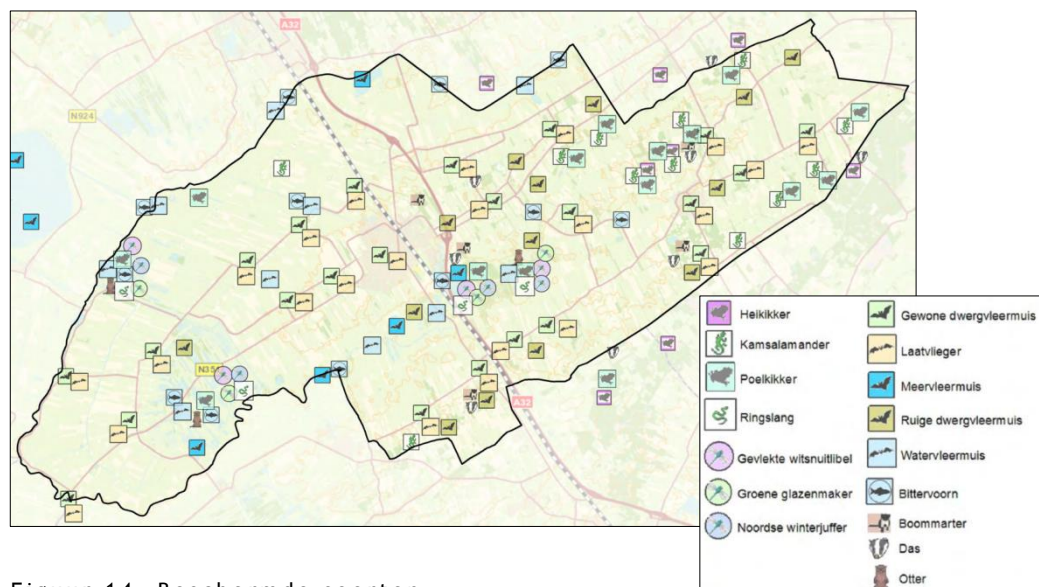 A32
N924
N351
A32
Heikikker
Kamsalamander
Poelkikker
Ringslang
Gevlekte witsnuitlibel
Groene glazenmaker
Noordse winterjuffer
Gewone dwergvleermuis
Laatvlieger
Meervleermuis
Ruige dwergvleermuis
Watervleermuis
Bittervoorn
Boommarter
Das
Otter